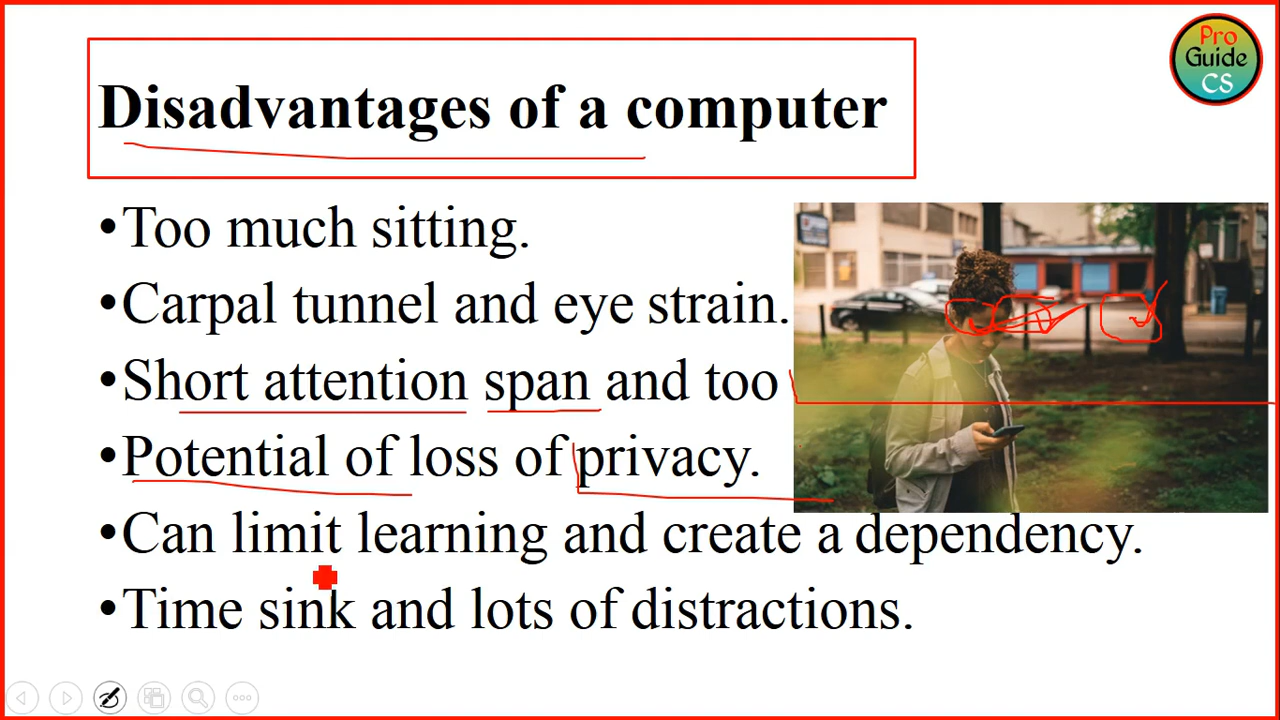 Pro
Guide
CS
Disadvantages of a computer
•Too much sitting.
•Carpal tunnel and eye strain.
•Short attention span and too
•Potential of loss of privacy.
•Can limit learning and create a dependency.
•Time sink and lots of distractions.